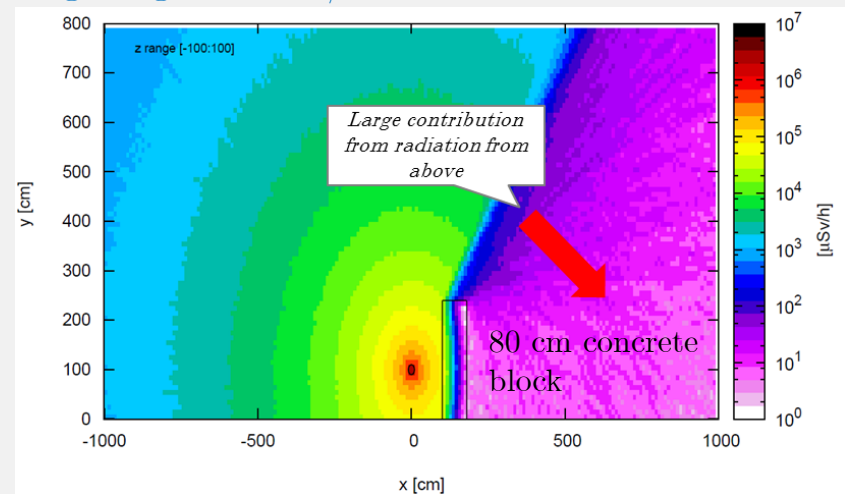 800
700
600
500
400
300
200
100
0
y [cm]
z range [-100:100]
Large contribution
from radiation from
above
80 cm concrete
block
-1000
-500
0
500
1000
x [cm]
10⁷
10⁶
10⁵
10⁴
10³
10²
10¹
10⁰
[µSv/h]